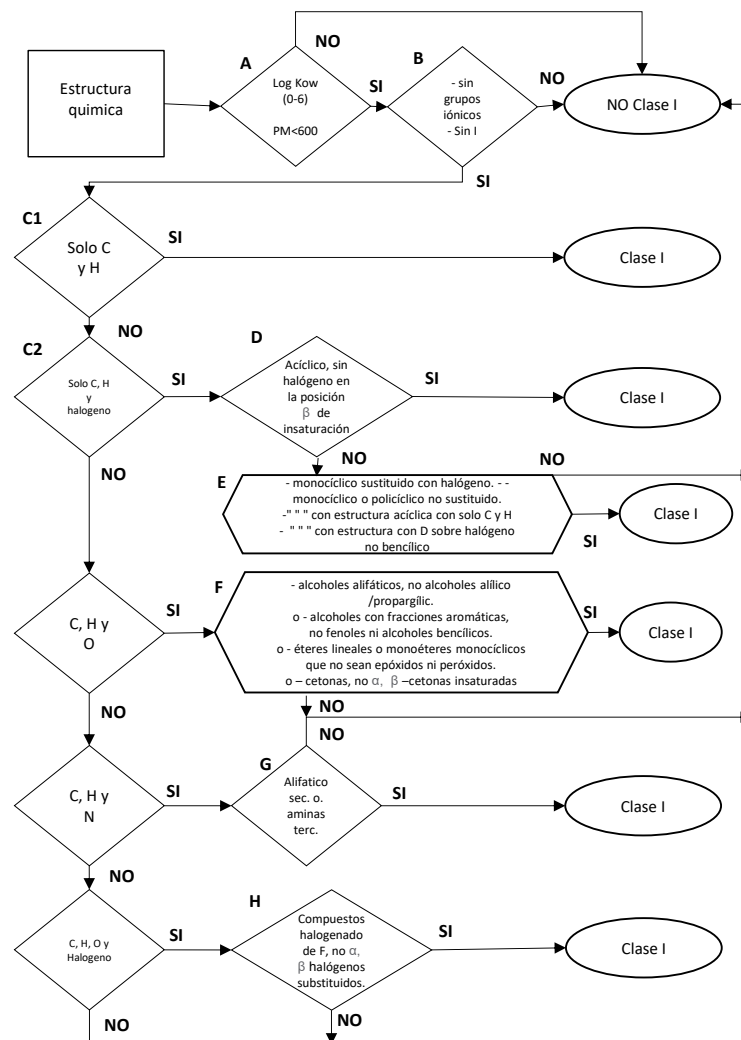 NO
A
B
Estructura
quimica
Log Kow
(0-6)
PM<600
SI
- sin
grupos
iónicos
- Sin I
NO
NO Clase I
SI
C1
Solo C
y H
SI
Clase I
NO
C2
Solo C, H
y
halogeno
SI
D
Acíclico, sin
halógeno en
la posición
β de
insaturación
SI
Clase I
NO
NO
NO
E
- monocíclico sustituido con halógeno. - -
monocíclico o policíclico no sustituido.
-" " " con estructura acíclica con solo C y H
- " " " con estructura con D sobre halógeno
no bencílico
SI
Clase I
C, H y
O
SI
F
- alcoholes alifáticos, no alcoholes alílico
/propargílic.
o - alcoholes con fracciones aromáticas,
no fenoles ni alcoholes bencílicos.
o - éteres lineales o monoéteres monocíclicos
que no sean epóxidos ni peróxidos.
o – cetonas, no α, β –cetonas insaturadas
SI
Clase I
NO
NO
NO
C, H y
N
SI
G
Alifatico
sec. o.
aminas
terc.
SI
Clase I
NO
C, H, O y
Halogeno
SI
H
Compuestos
halogenado
de F, no α,
β halógenos
substituidos.
SI
Clase I
NO
NO